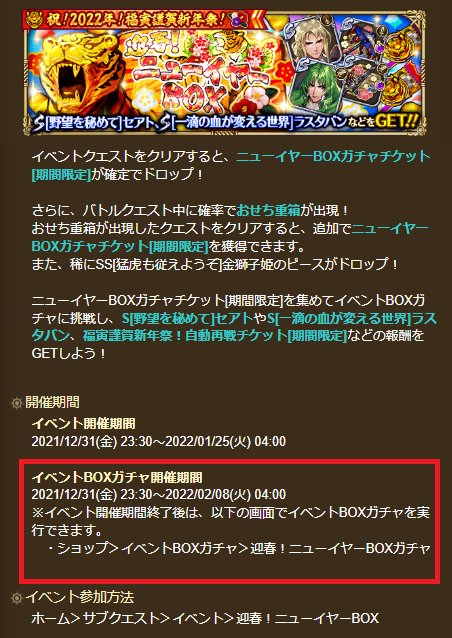 祝!2022年!福寅謹賀新年祭!
迎春!
ニューイヤー
BOX
S[野望を秘めて]セアト、S[一滴の血が変える世界]ラスタバンなどをGET!!
イベントクエストをクリアすると、ニューイヤーBOXガチャチケット
[期間限定]が確定でドロップ！
さらに、バトルクエスト中に確率でおせち重箱が出現！
おせち重箱が出現したクエストをクリアすると、追加でニューイヤー
BOXガチャチケット[期間限定]を獲得できます。
また、稀にSS[猛虎も従えようぞ]金獅子姫のピースがドロップ！
ニューイヤーBOXガチャチケット[期間限定]を集めてイベントBOXガ
チャに挑戦し、S[野望を秘めて]セアトやS[一滴の血が変える世界]ラス
タバン、福寅謹賀新年祭！自動再戦チケット[期間限定]などの報酬を
GETしよう！
開催期間
イベント開催期間
2021/12/31(金) 23:30～2022/01/25(火) 04:00
イベントBOXガチャ開催期間
2021/12/31(金) 23:30～2022/02/08(火) 04:00
※イベント開催期間終了後は、以下の画面でイベントBOXガチャを実
行できます。
・ショップ＞イベントBOXガチャ＞迎春！ニューイヤーBOXガチャ
イベント参加方法
ホーム＞サブクエスト＞イベント＞迎春！ニューイヤーBOX